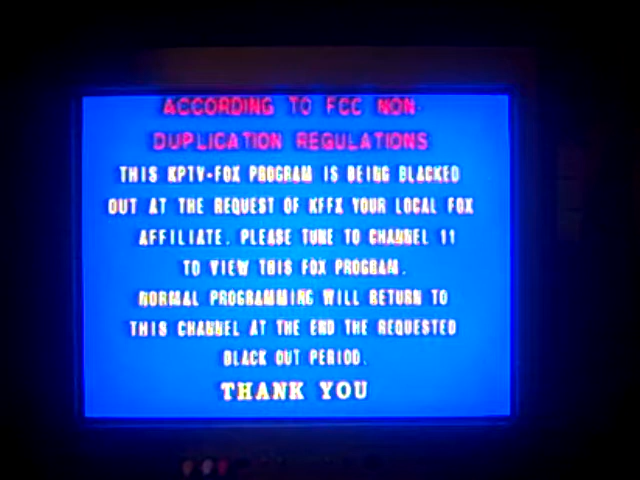 ACCORDING TO FCC NON-
DUPLICATION REGULATIONS
THIS KPTV-FOX PROGRAM IS BEING BLACKED
OUT AT THE REQUEST OF KFFX YOUR LOCAL FOX
AFFILIATE. PLEASE TUNE TO CHANNEL 11
TO VIEW THIS FOX PROGRAM.
NORMAL PROGRAMMING WILL RETURN TO
THIS CHANNEL AT THE END THE REQUESTED
BLACK OUT PERIOD.
THANK YOU